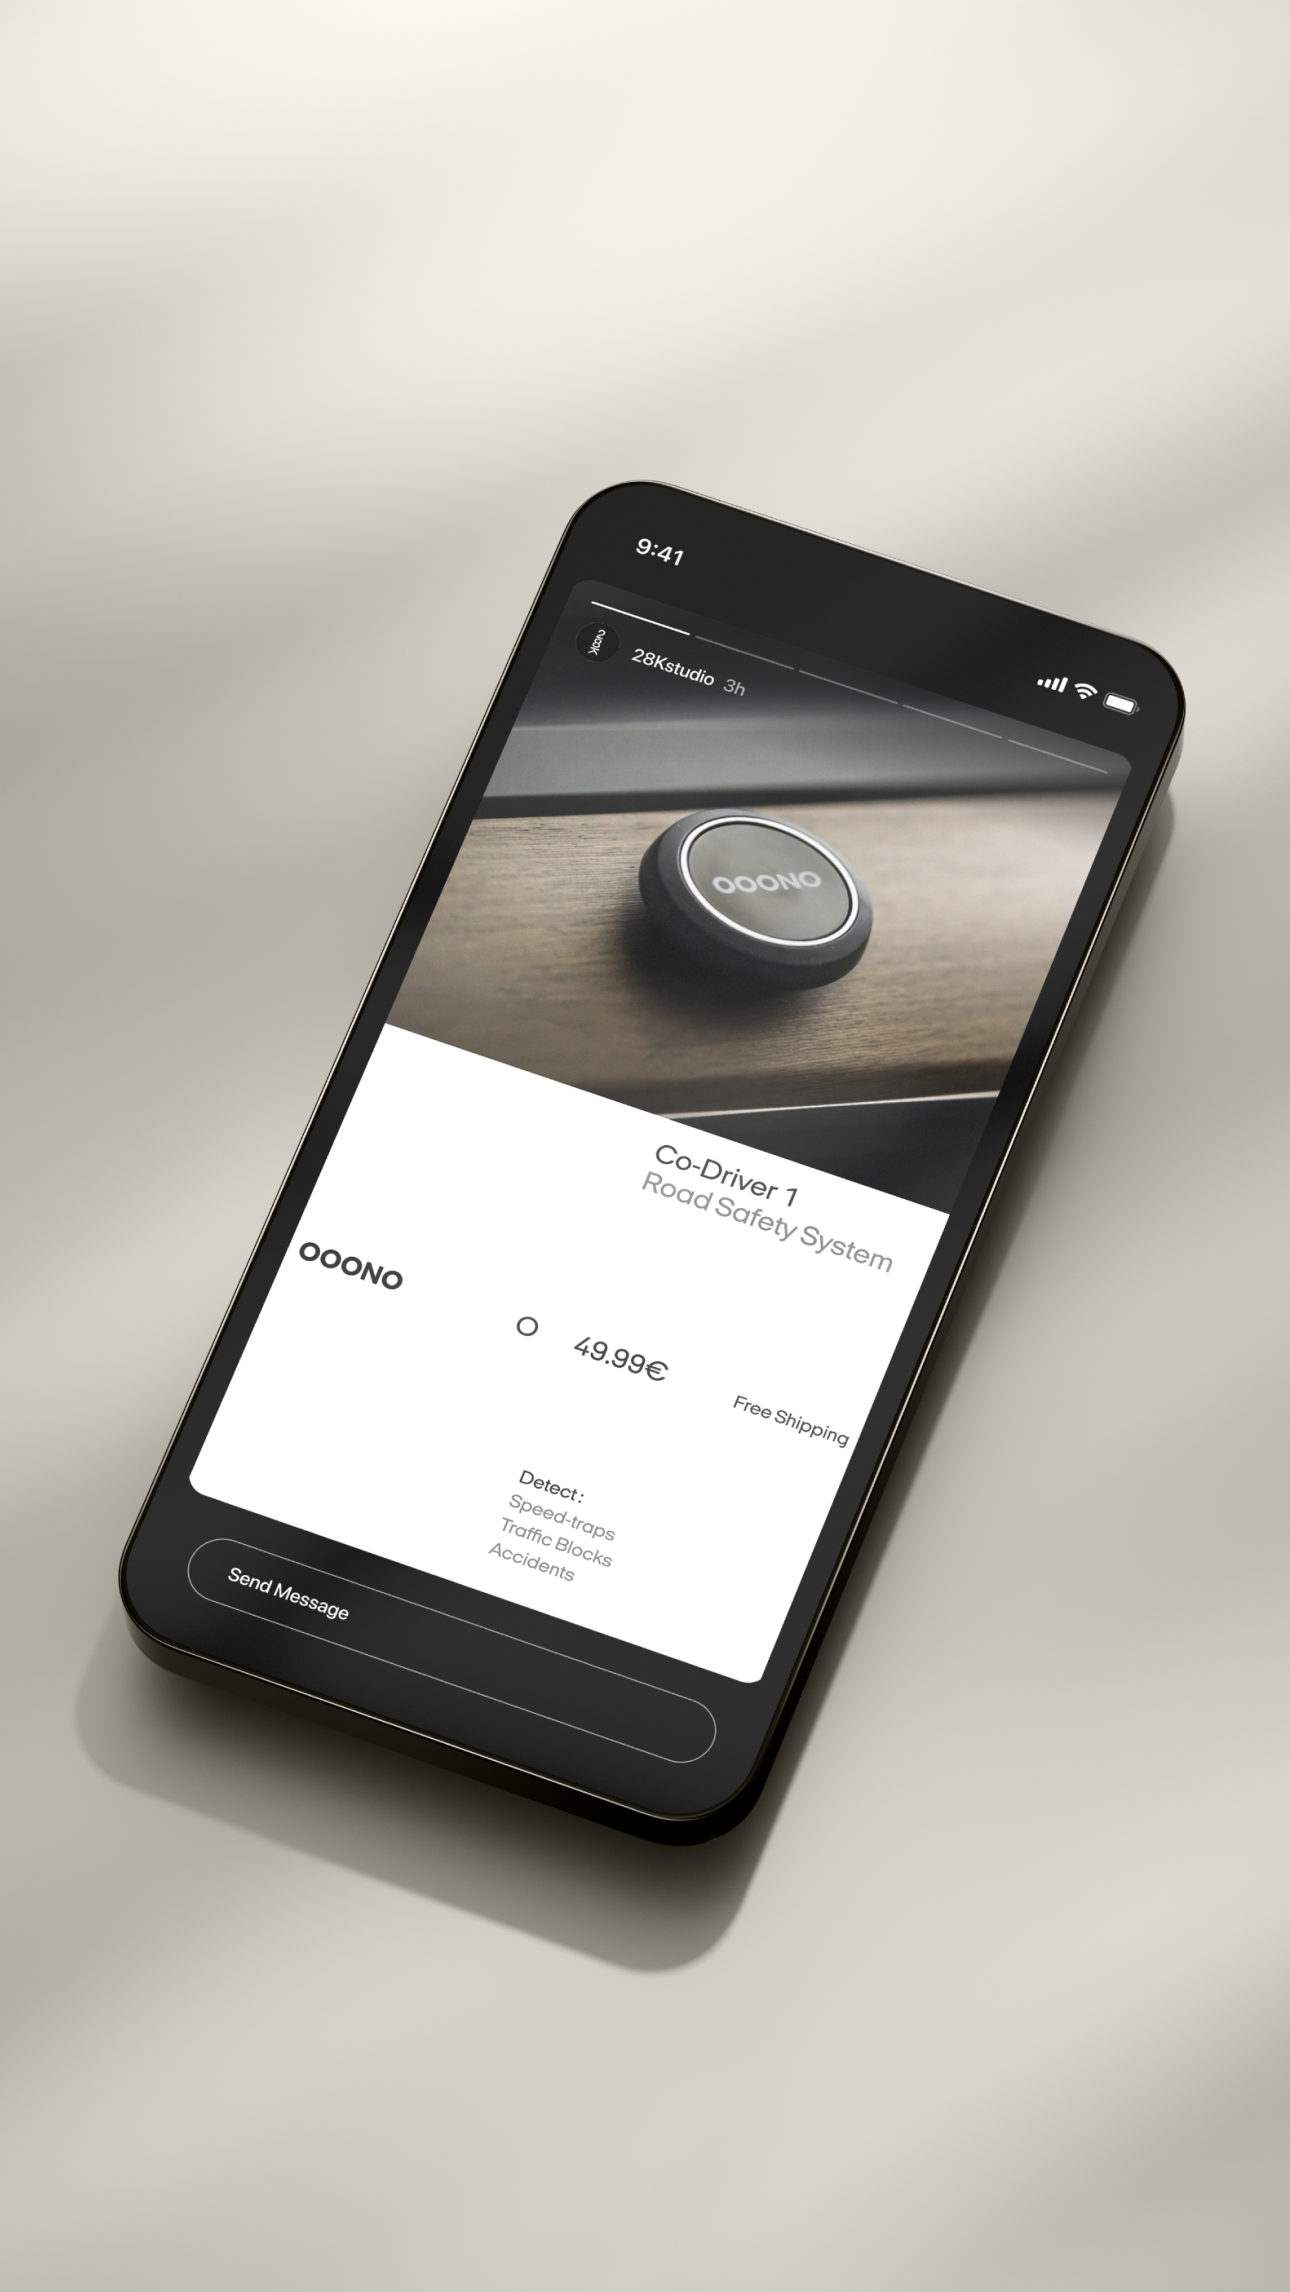 9:41
28K
28Kstudio 3h
OOONO
Co-Driver 1
Road Safety System
OOONO
O
49.99€
Free Shipping
Detect:
Speed-traps
Traffic Blocks
Accidents
Send Message